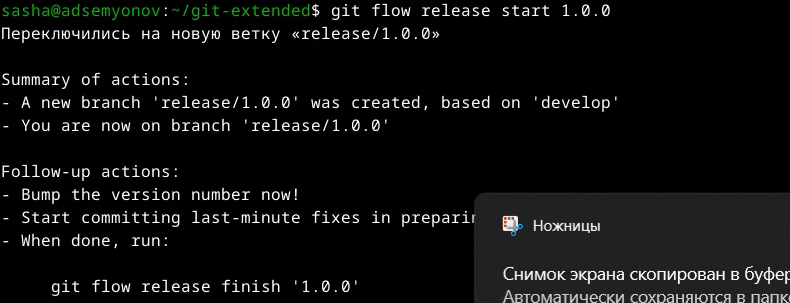 sasha@adsemyonov:~/git-extended$ git flow release start 1.0.0
Переключились на новую ветку «release/1.0.0»
Summary of actions:
- A new branch 'release/1.0.0' was created, based on 'develop'
- You are now on branch 'release/1.0.0'
Follow-up actions:
- Bump the version number now!
- Start committing last-minute fixes in preparin
- When done, run:
git flow release finish '1.0.0'
Ножницы
Снимок экрана скопирован в буфер
Автоматически сохраняются в папк